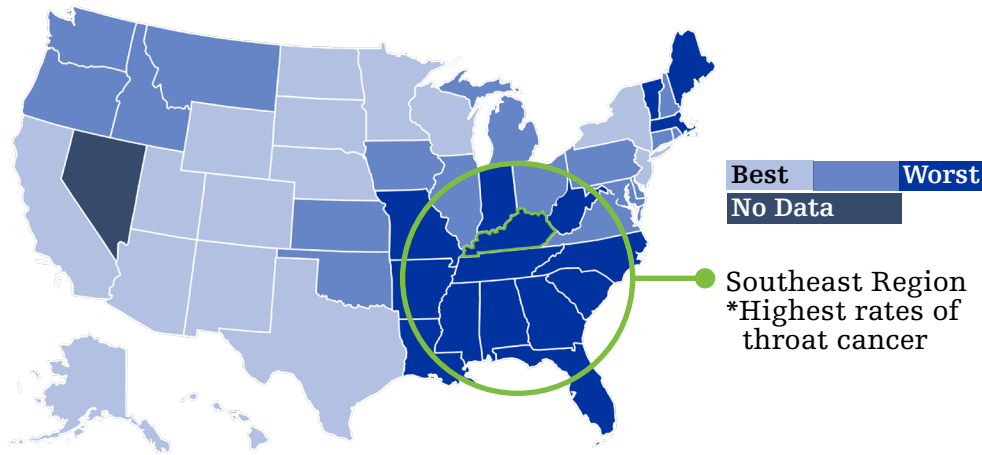 Best Worst
No Data
Southeast Region
*Highest rates of
throat cancer